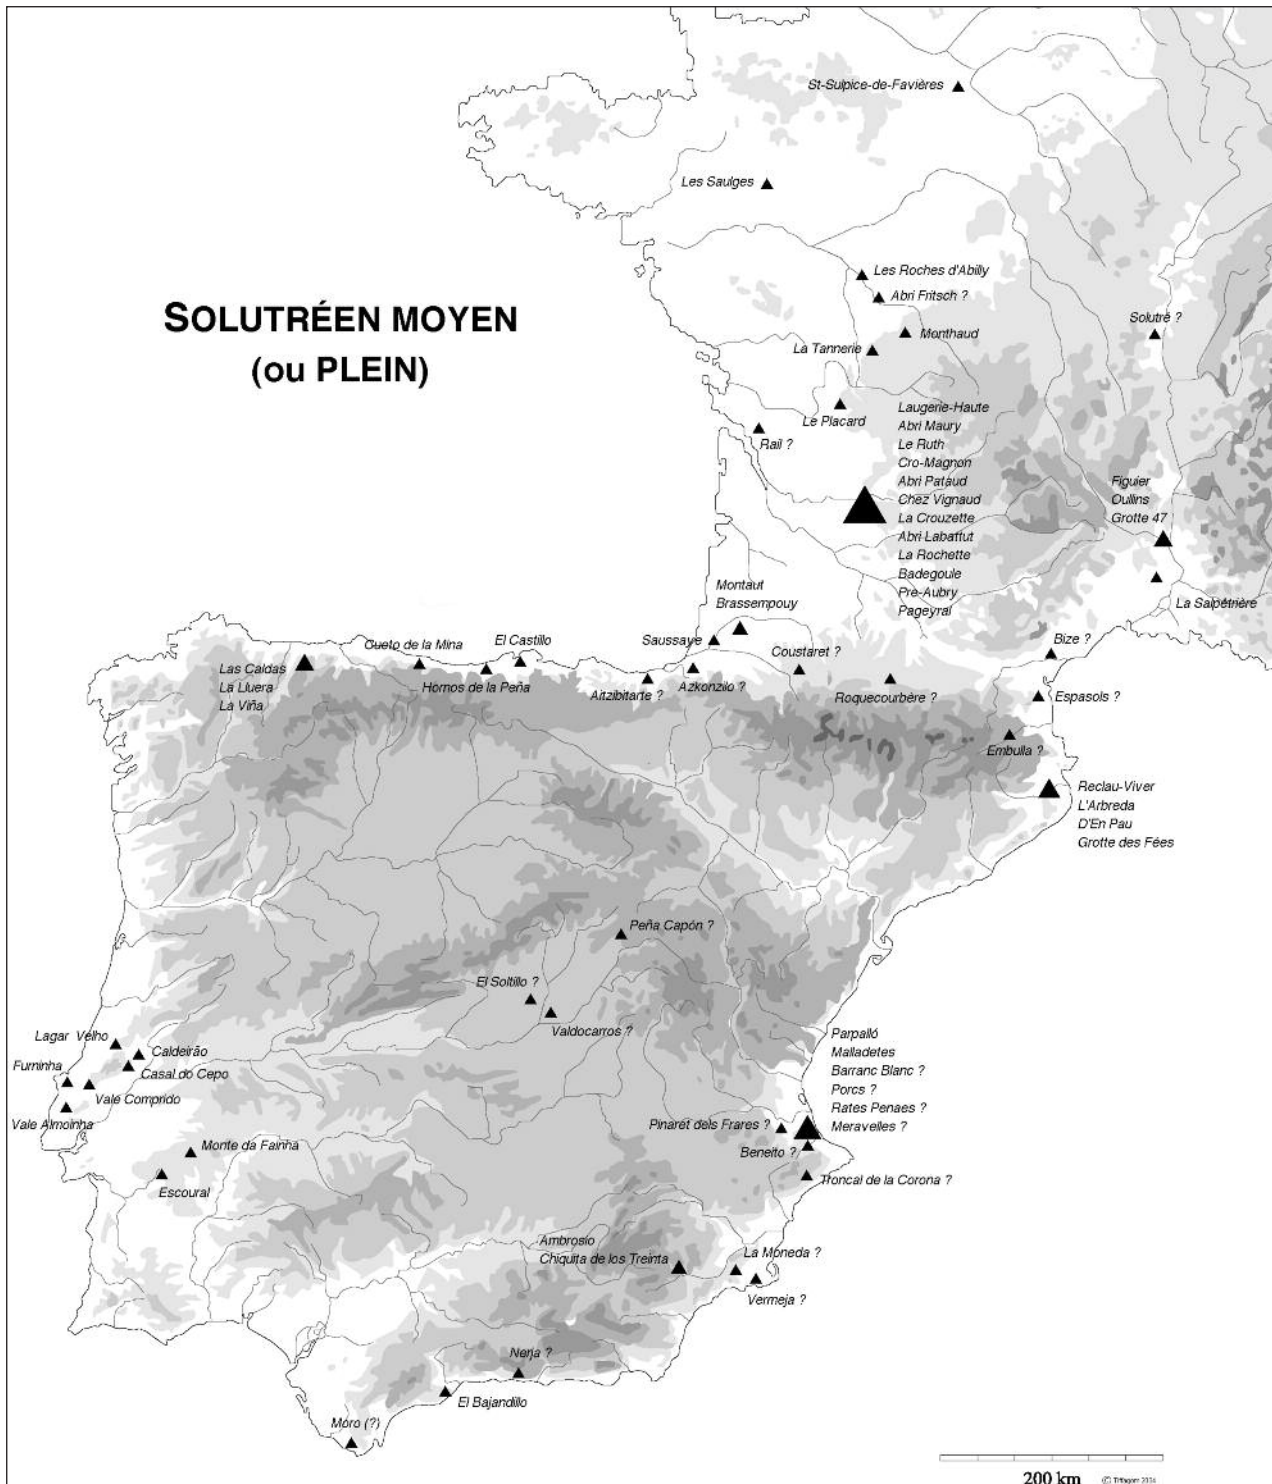 St-Sulpice-de-Favières
Les Saulges
Les Roches d'Abilly
Abri Fritsch ?
SOLUTRÉEN MOYEN
(ou PLEIN)
Monthaud
Solutré ?
La Tannerie
Le Placard
Rail ?
Laugerie-Haute
Abri Maury
Le Ruth
Cro-Magnon
Abri Pataud
Chez Vignaud
La Crouzette
Abri Labattut
La Rochette
Badegoule
Pre-Aubry
Pageyral
Figuier
Oullins
Grotte 47
La Salpétrière
Montaut
Brassempouy
Saussaye
Bize ?
Cueto de la Mina
El Castillo
Las Caldas
La Lluera
La Viña
Hornos de la Peña
Aitzibitarte ?
Azkonzilo ?
Coustaret ?
Roquecourbère ?
Espasols ?
Embulla ?
Reclau-Viver
L'Arbreda
D'En Pau
Grotte des Fées
Peña Capón ?
El Soltillo ?
Valdocarros ?
Lagar Velho
Caldeirão
Furninha
Casal do Cepo
Vale Comprido
Vale Almoinha
Parpalló
Malladetes
Barranc Blanc ?
Porcs ?
Rates Penaes ?
Meravelles ?
Pinaret dels Frares ?
Beneito ?
Troncal de la Corona ?
Monte da Fainha
Escoural
Ambrosio
Chiquita de los Treinta
La Moneda ?
Vermeja ?
Nerja ?
El Bajandillo
Moro (?)
200 km